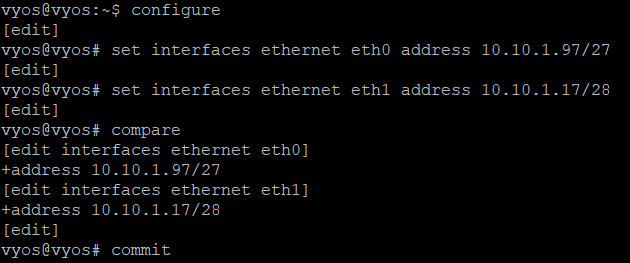 vyos@vyos:~$ configure
[edit]
vyos@vyos# set interfaces ethernet eth0 address 10.10.1.97/27
[edit]
vyos@vyos# set interfaces ethernet eth1 address 10.10.1.17/28
[edit]
vyos@vyos# compare
[edit interfaces ethernet eth0]
+address 10.10.1.97/27
[edit interfaces ethernet eth1]
+address 10.10.1.17/28
[edit]
vyos@vyos# commit